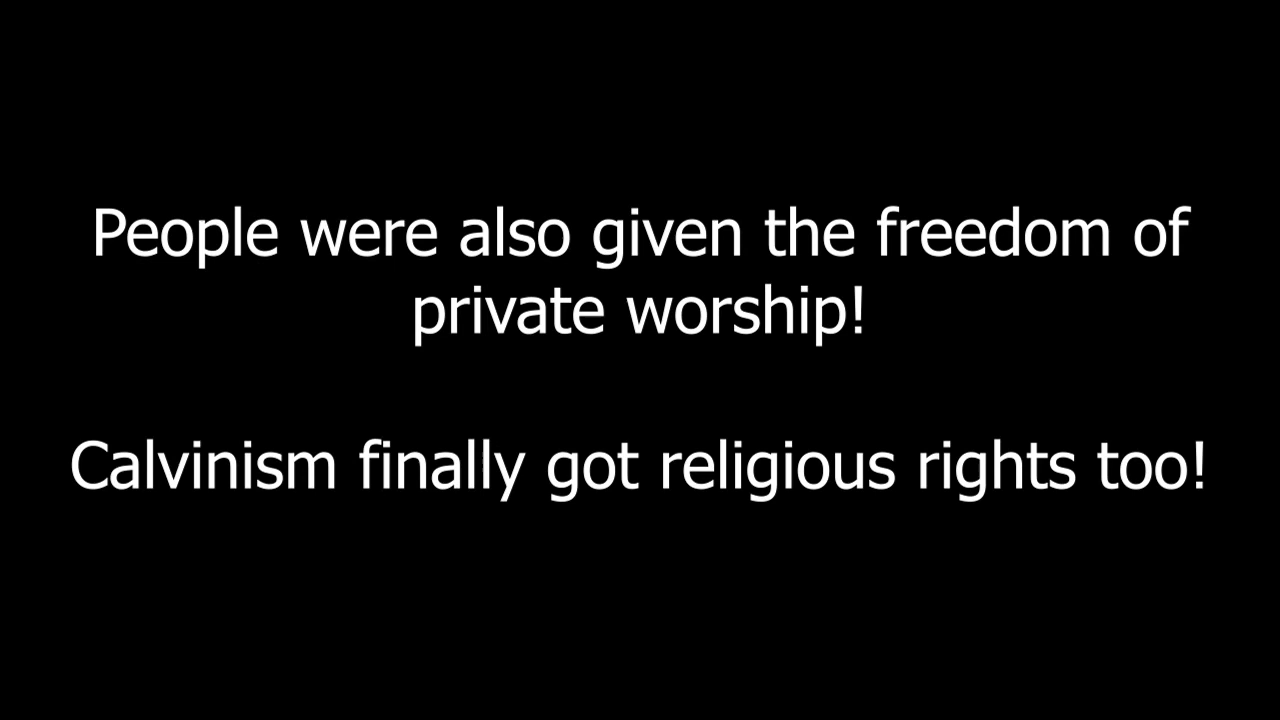 People were also given the freedom of
private worship!
Calvinism finally got religious rights too!